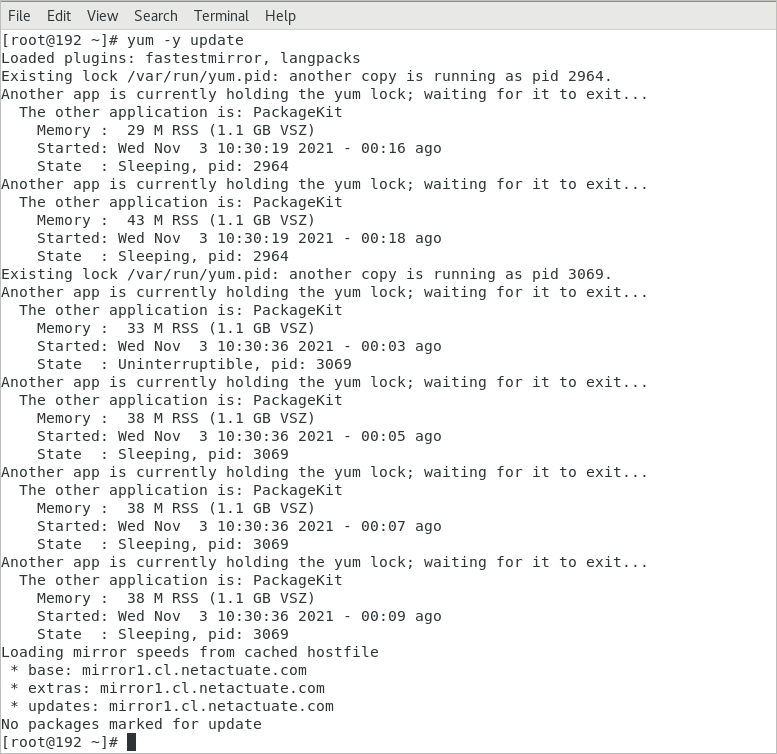 File Edit View Search Terminal Help
[root@192 ~]# yum -y update
Loaded plugins: fastestmirror, langpacks
Existing lock /var/run/yum.pid: another copy is running as pid 2964.
Another app is currently holding the yum lock; waiting for it to exit...
  The other application is: PackageKit
    Memory :  29 M RSS (1.1 GB VSZ)
    Started: Wed Nov  3 10:30:19 2021 - 00:16 ago
    State  : Sleeping, pid: 2964
Another app is currently holding the yum lock; waiting for it to exit...
  The other application is: PackageKit
    Memory :  43 M RSS (1.1 GB VSZ)
    Started: Wed Nov  3 10:30:19 2021 - 00:18 ago
    State  : Sleeping, pid: 2964
Existing lock /var/run/yum.pid: another copy is running as pid 3069.
Another app is currently holding the yum lock; waiting for it to exit...
  The other application is: PackageKit
    Memory :  33 M RSS (1.1 GB VSZ)
    Started: Wed Nov  3 10:30:36 2021 - 00:03 ago
    State  : Uninterruptible, pid: 3069
Another app is currently holding the yum lock; waiting for it to exit...
  The other application is: PackageKit
    Memory :  38 M RSS (1.1 GB VSZ)
    Started: Wed Nov  3 10:30:36 2021 - 00:05 ago
    State  : Sleeping, pid: 3069
Another app is currently holding the yum lock; waiting for it to exit...
  The other application is: PackageKit
    Memory :  38 M RSS (1.1 GB VSZ)
    Started: Wed Nov  3 10:30:36 2021 - 00:07 ago
    State  : Sleeping, pid: 3069
Another app is currently holding the yum lock; waiting for it to exit...
  The other application is: PackageKit
    Memory :  38 M RSS (1.1 GB VSZ)
    Started: Wed Nov  3 10:30:36 2021 - 00:09 ago
    State  : Sleeping, pid: 3069
Loading mirror speeds from cached hostfile
 * base: mirror1.cl.netactuate.com
 * extras: mirror1.cl.netactuate.com
 * updates: mirror1.cl.netactuate.com
No packages marked for update
[root@192 ~]#